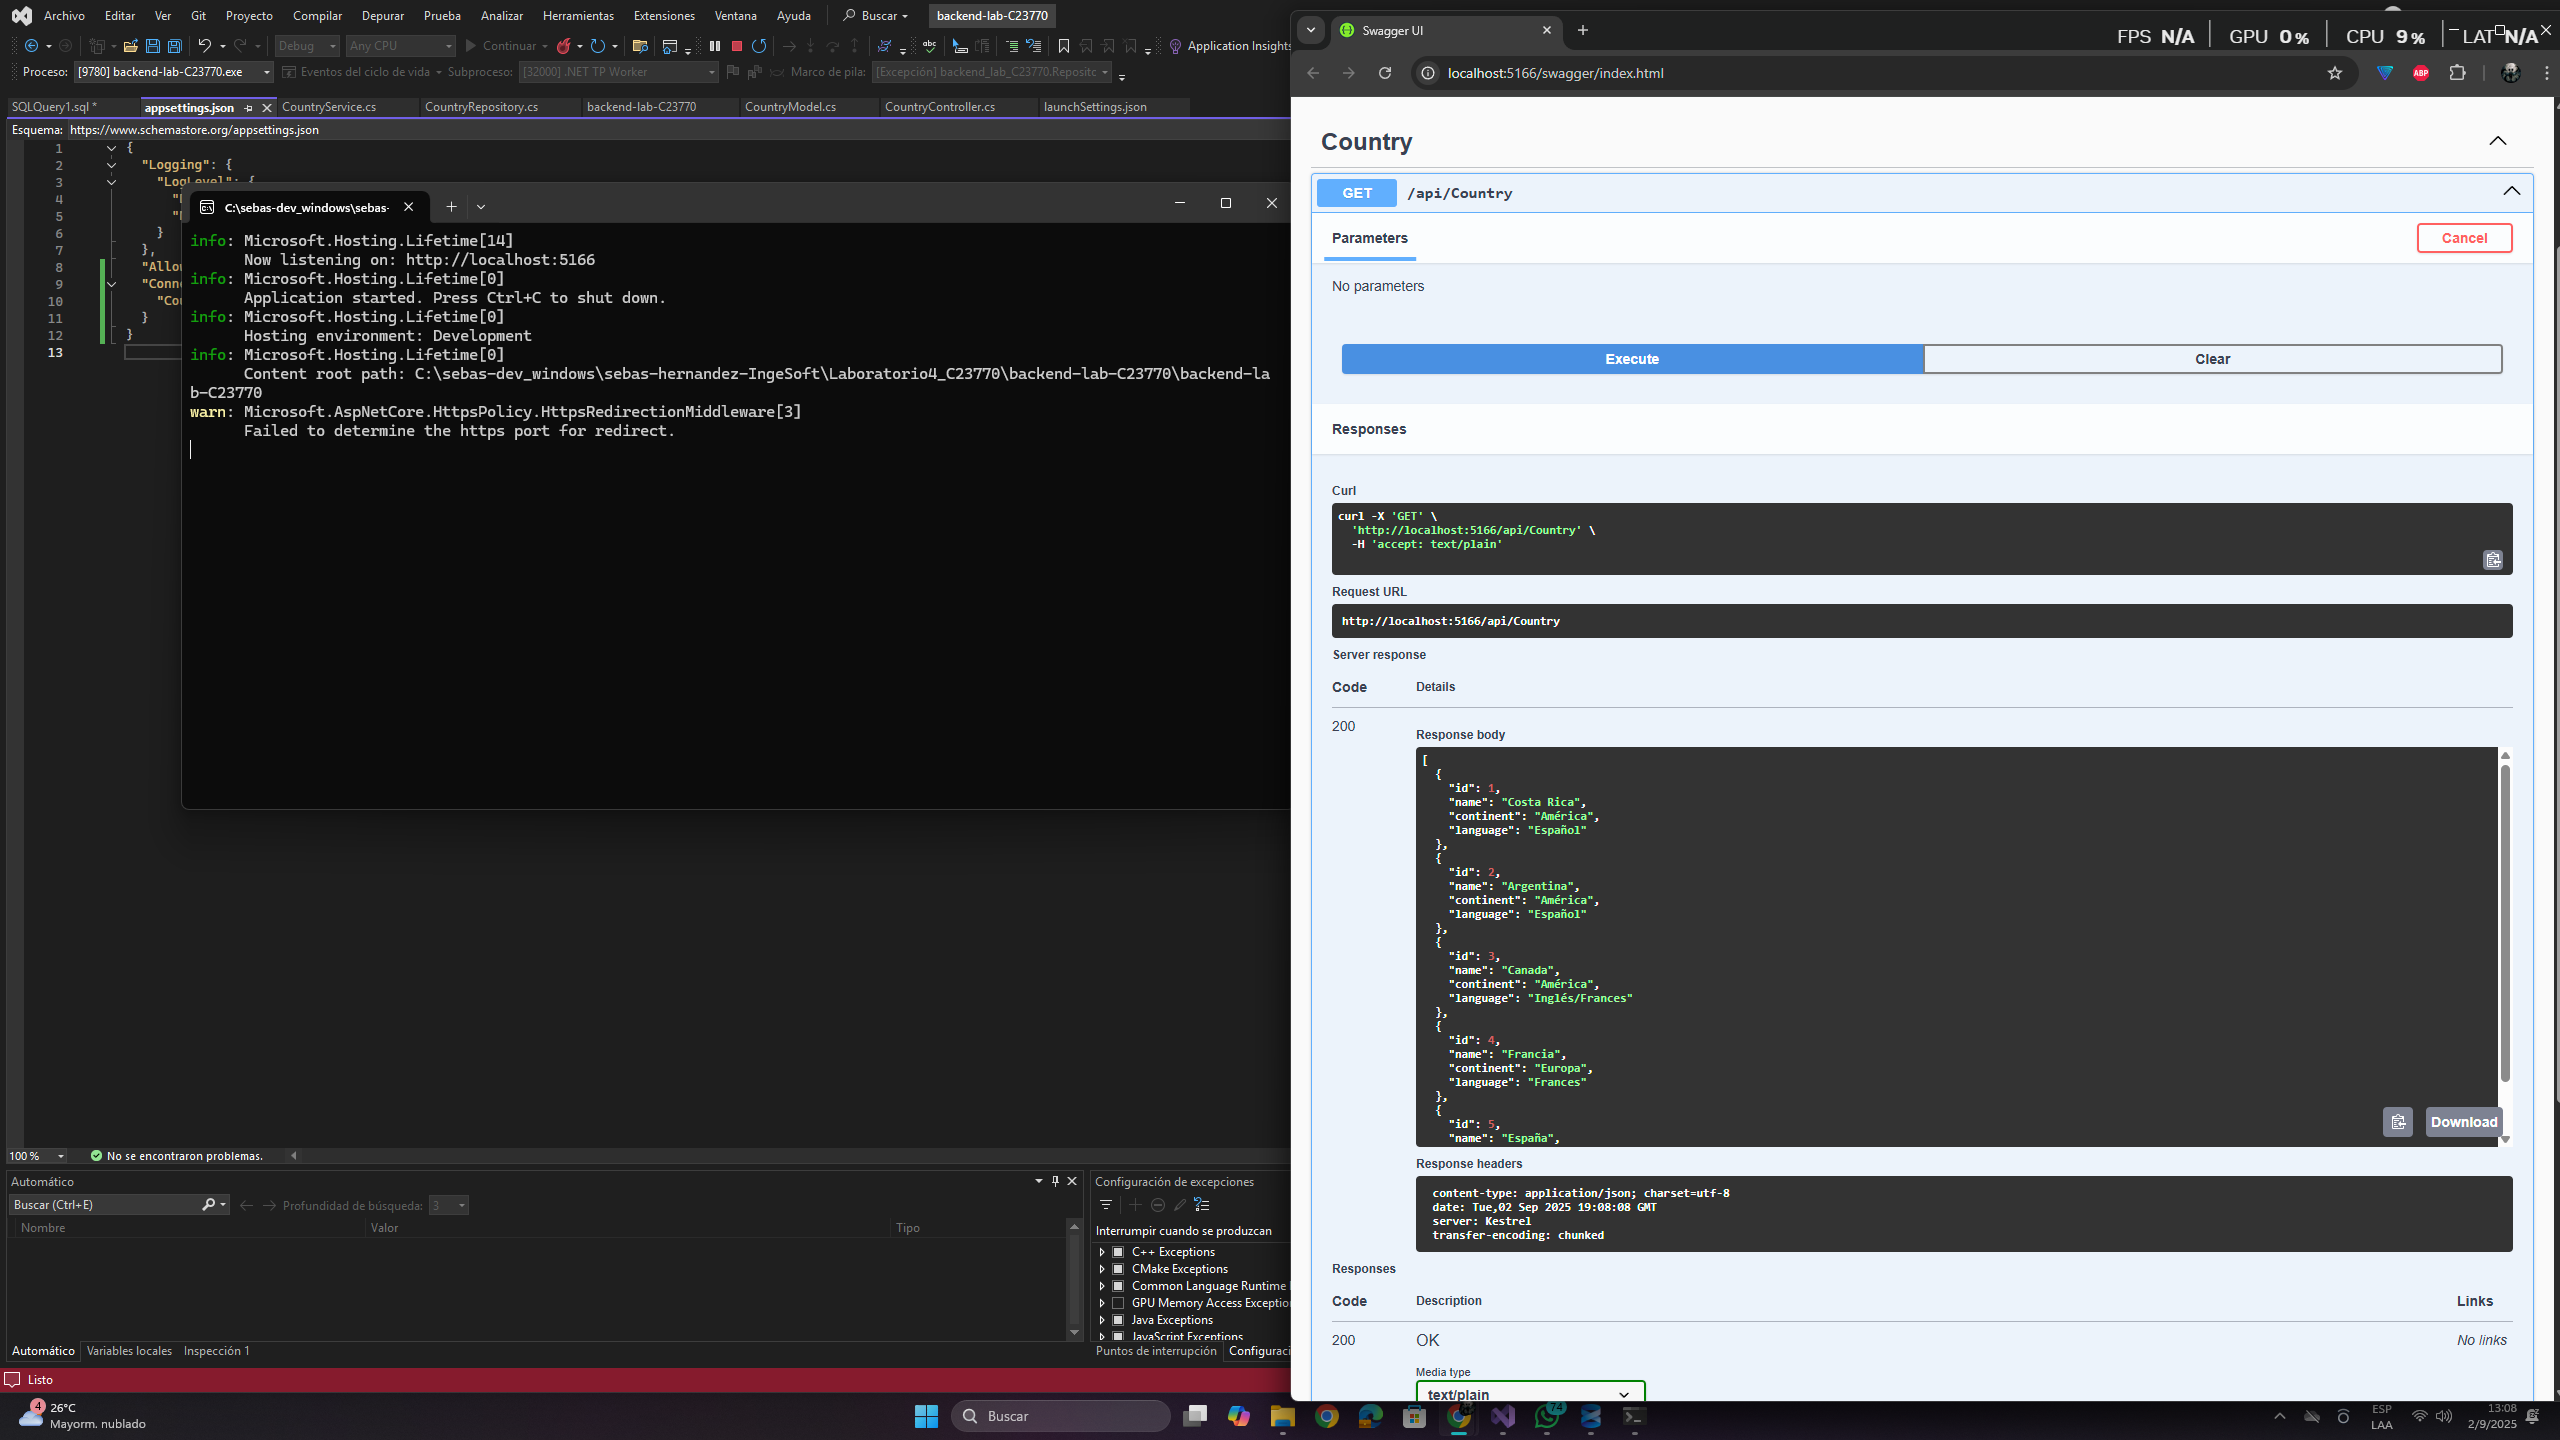 Archivo Editar Ver Git Proyecto Compilar Depurar Prueba Analizar Herramientas Extensiones Ventana Ayuda Buscar backend-lab-C23770
Debug Any CPU Continuar Application Insights
Proceso: [9780] backend-lab-C23770.exe Eventos del ciclo de vida Subproceso: [32000] .NET TP Worker Marco de pila: [Excepción] backend_lab_C23770.Reposito
SQLQuery1.sql * appsettings.json CountryService.cs CountryRepository.cs backend-lab-C23770 CountryModel.cs CountryController.cs launchSettings.json
Esquema: https://www.schemastore.org/appsettings.json
1 {
2 "Logging": {
3 "LogLevel": {
4
5
6 }
7 },
8 "Allo
9 "Conn
10 "Co
11 }
12 }
13
C:\sebas-dev_windows\sebas-
info: Microsoft.Hosting.Lifetime[14]
Now listening on: http://localhost:5166
info: Microsoft.Hosting.Lifetime[0]
Application started. Press Ctrl+C to shut down.
info: Microsoft.Hosting.Lifetime[0]
Hosting environment: Development
info: Microsoft.Hosting.Lifetime[0]
Content root path: C:\sebas-dev_windows\sebas-hernandez-IngeSoft\Laboratorio4_C23770\backend-lab-C23770\backend-la
b-C23770
warn: Microsoft.AspNetCore.HttpsPolicy.HttpsRedirectionMiddleware[3]
Failed to determine the https port for redirect.
100 % No se encontraron problemas.
Automático
Buscar (Ctrl+E) Profundidad de búsqueda: 3
Nombre Valor Tipo
Automático Variables locales Inspección 1
Configuración de excepciones
Interrumpir cuando se produzcan
C++ Exceptions
CMake Exceptions
Common Language Runtime
GPU Memory Access Exceptio
Java Exceptions
JavaScript Exceptions
Puntos de interrupción Configuraci
Listo
Swagger UI
FPS N/A GPU 0 % CPU 9 % LAT N/A
localhost:5166/swagger/index.html ABP
Country
GET /api/Country
Parameters Cancel
No parameters
Execute Clear
Responses
Curl
curl -X 'GET' \
'http://localhost:5166/api/Country' \
-H 'accept: text/plain'
Request URL
http://localhost:5166/api/Country
Server response
Code Details
200
Response body
[
{
"id": 1,
"name": "Costa Rica",
"continent": "América",
"language": "Español"
},
{
"id": 2,
"name": "Argentina",
"continent": "América",
"language": "Español"
},
{
"id": 3,
"name": "Canada",
"continent": "América",
"language": "Inglés/Frances"
},
{
"id": 4,
"name": "Francia",
"continent": "Europa",
"language": "Frances"
},
{
"id": 5,
"name": "España",
Download
Response headers
content-type: application/json; charset=utf-8
date: Tue,02 Sep 2025 19:08:08 GMT
server: Kestrel
transfer-encoding: chunked
Responses
Code Description Links
200 OK No links
Media type
text/plain
4 26°C
Mayorm. nublado
Buscar
74
ESP
LAA
13:08
2/9/2025